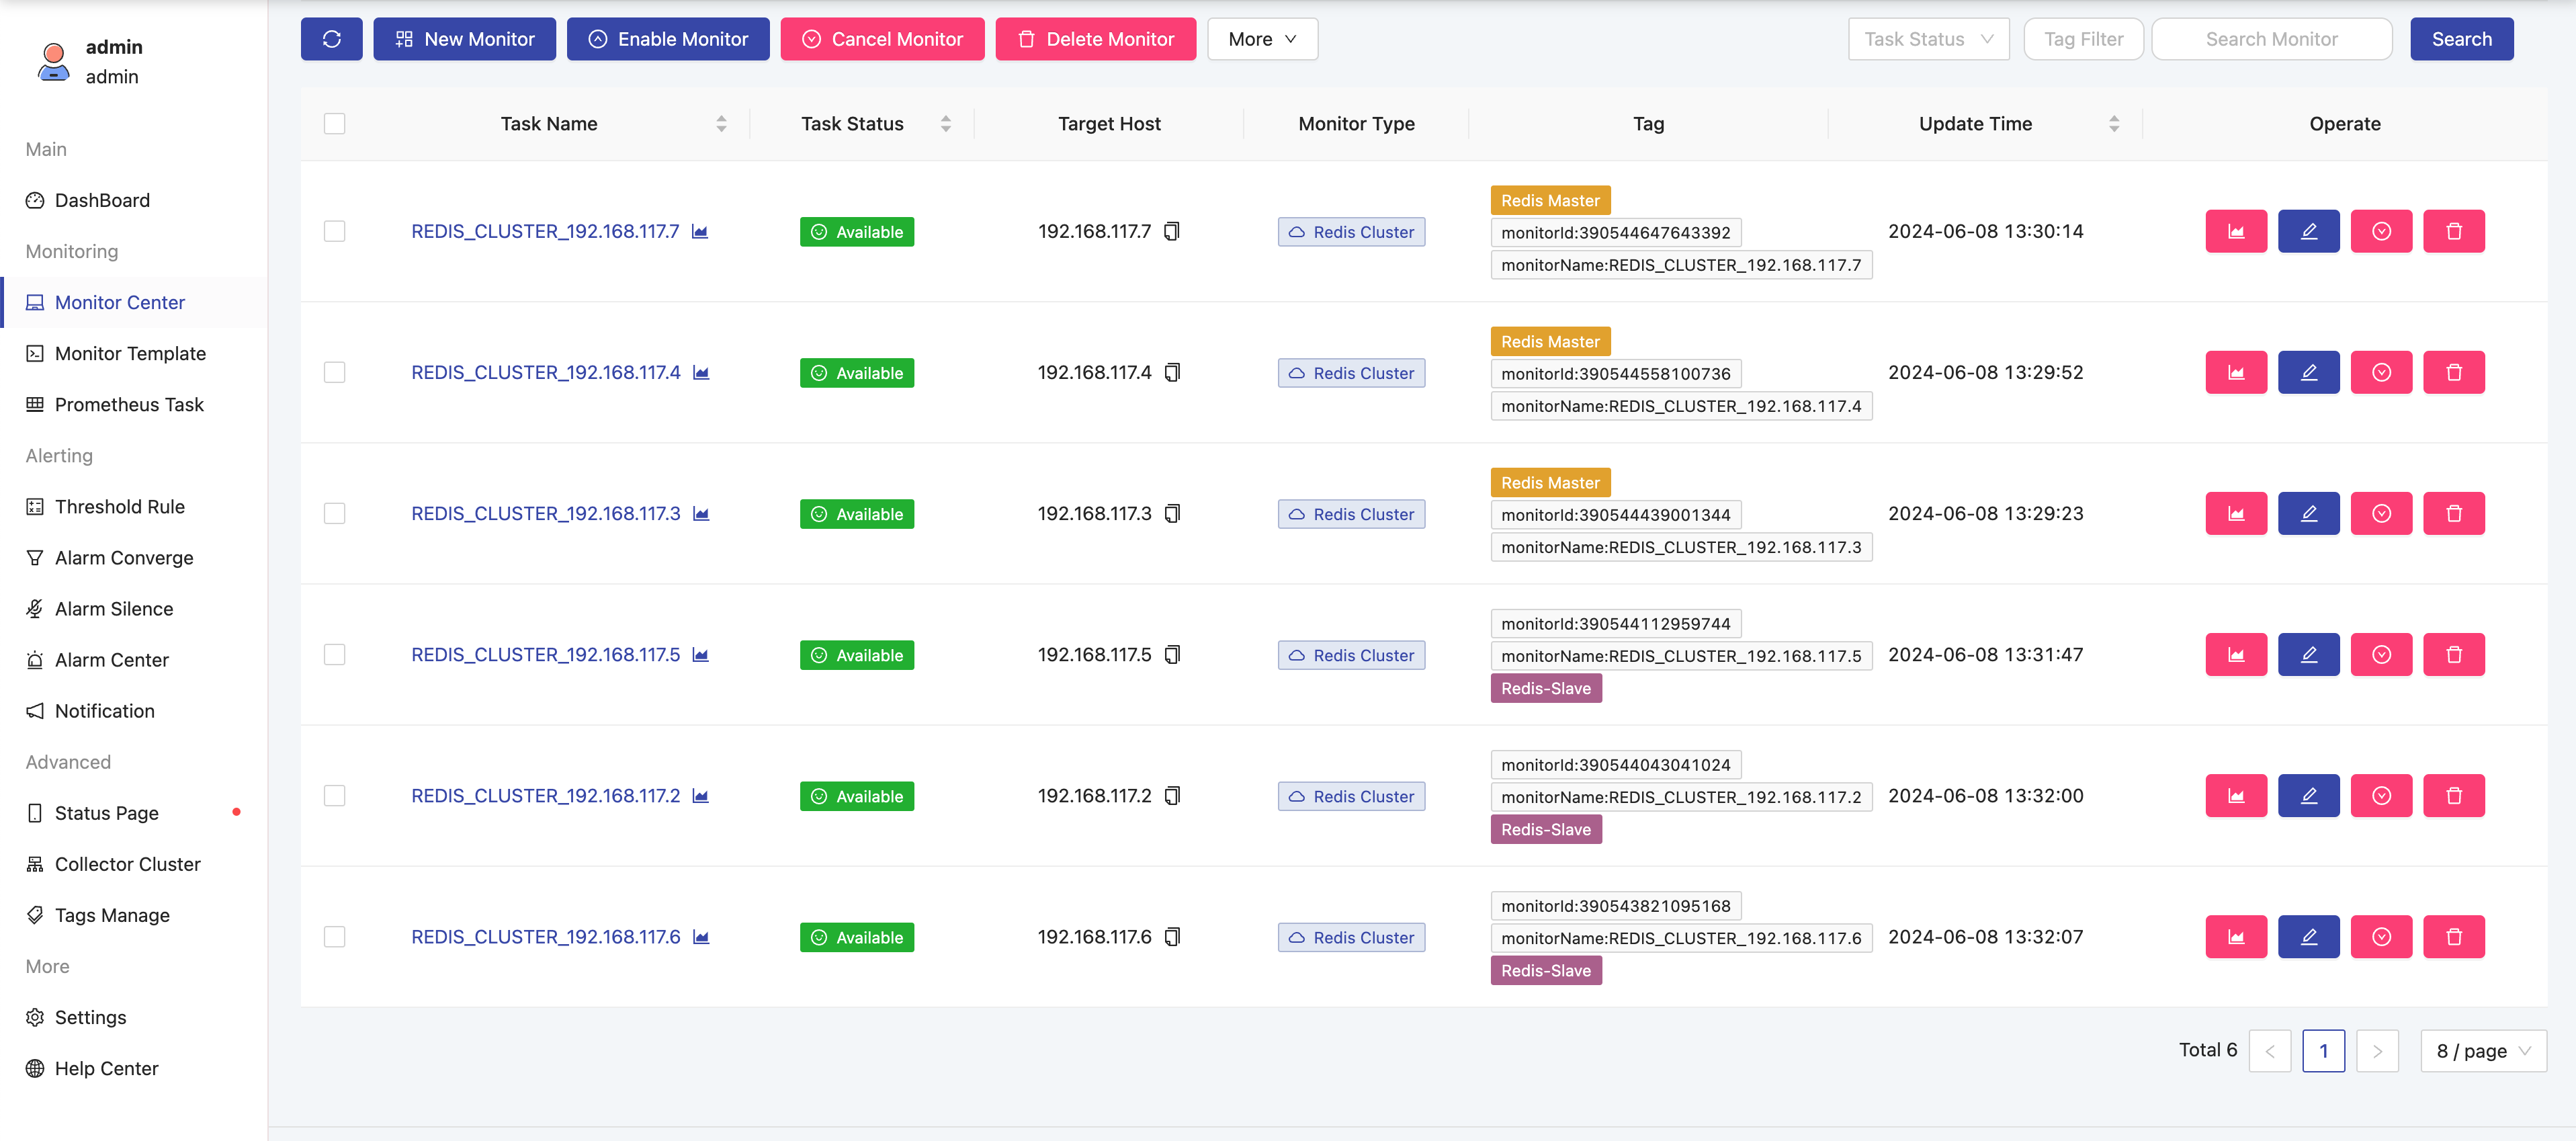 admin
admin
Main
DashBoard
Monitoring
Monitor Center
Monitor Template
Prometheus Task
Alerting
Threshold Rule
Alarm Converge
Alarm Silence
Alarm Center
Notification
Advanced
Status Page
Collector Cluster
Tags Manage
More
Settings
Help Center
New Monitor Enable Monitor Cancel Monitor Delete Monitor More Task Status Tag Filter Search Monitor Search
Task Name Task Status Target Host Monitor Type Tag Update Time Operate
Redis Master
REDIS_CLUSTER_192.168.117.7 Available 192.168.117.7 Redis Cluster monitorId:390544647643392 2024-06-08 13:30:14
monitorName:REDIS_CLUSTER_192.168.117.7
Redis Master
REDIS_CLUSTER_192.168.117.4 Available 192.168.117.4 Redis Cluster monitorId:390544558100736 2024-06-08 13:29:52
monitorName:REDIS_CLUSTER_192.168.117.4
Redis Master
REDIS_CLUSTER_192.168.117.3 Available 192.168.117.3 Redis Cluster monitorId:390544439001344 2024-06-08 13:29:23
monitorName:REDIS_CLUSTER_192.168.117.3
monitorId:390544112959744
REDIS_CLUSTER_192.168.117.5 Available 192.168.117.5 Redis Cluster monitorName:REDIS_CLUSTER_192.168.117.5 2024-06-08 13:31:47
Redis-Slave
monitorId:390544043041024
REDIS_CLUSTER_192.168.117.2 Available 192.168.117.2 Redis Cluster monitorName:REDIS_CLUSTER_192.168.117.2 2024-06-08 13:32:00
Redis-Slave
monitorId:390543821095168
REDIS_CLUSTER_192.168.117.6 Available 192.168.117.6 Redis Cluster monitorName:REDIS_CLUSTER_192.168.117.6 2024-06-08 13:32:07
Redis-Slave
Total 6 < 1 > 8 / page